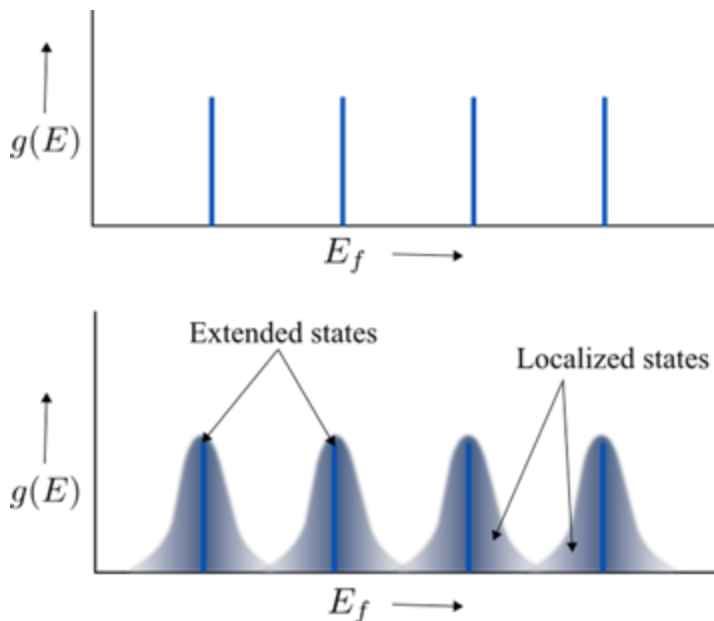 g(E)
E_f
Extended states
Localized states
g(E)
E_f